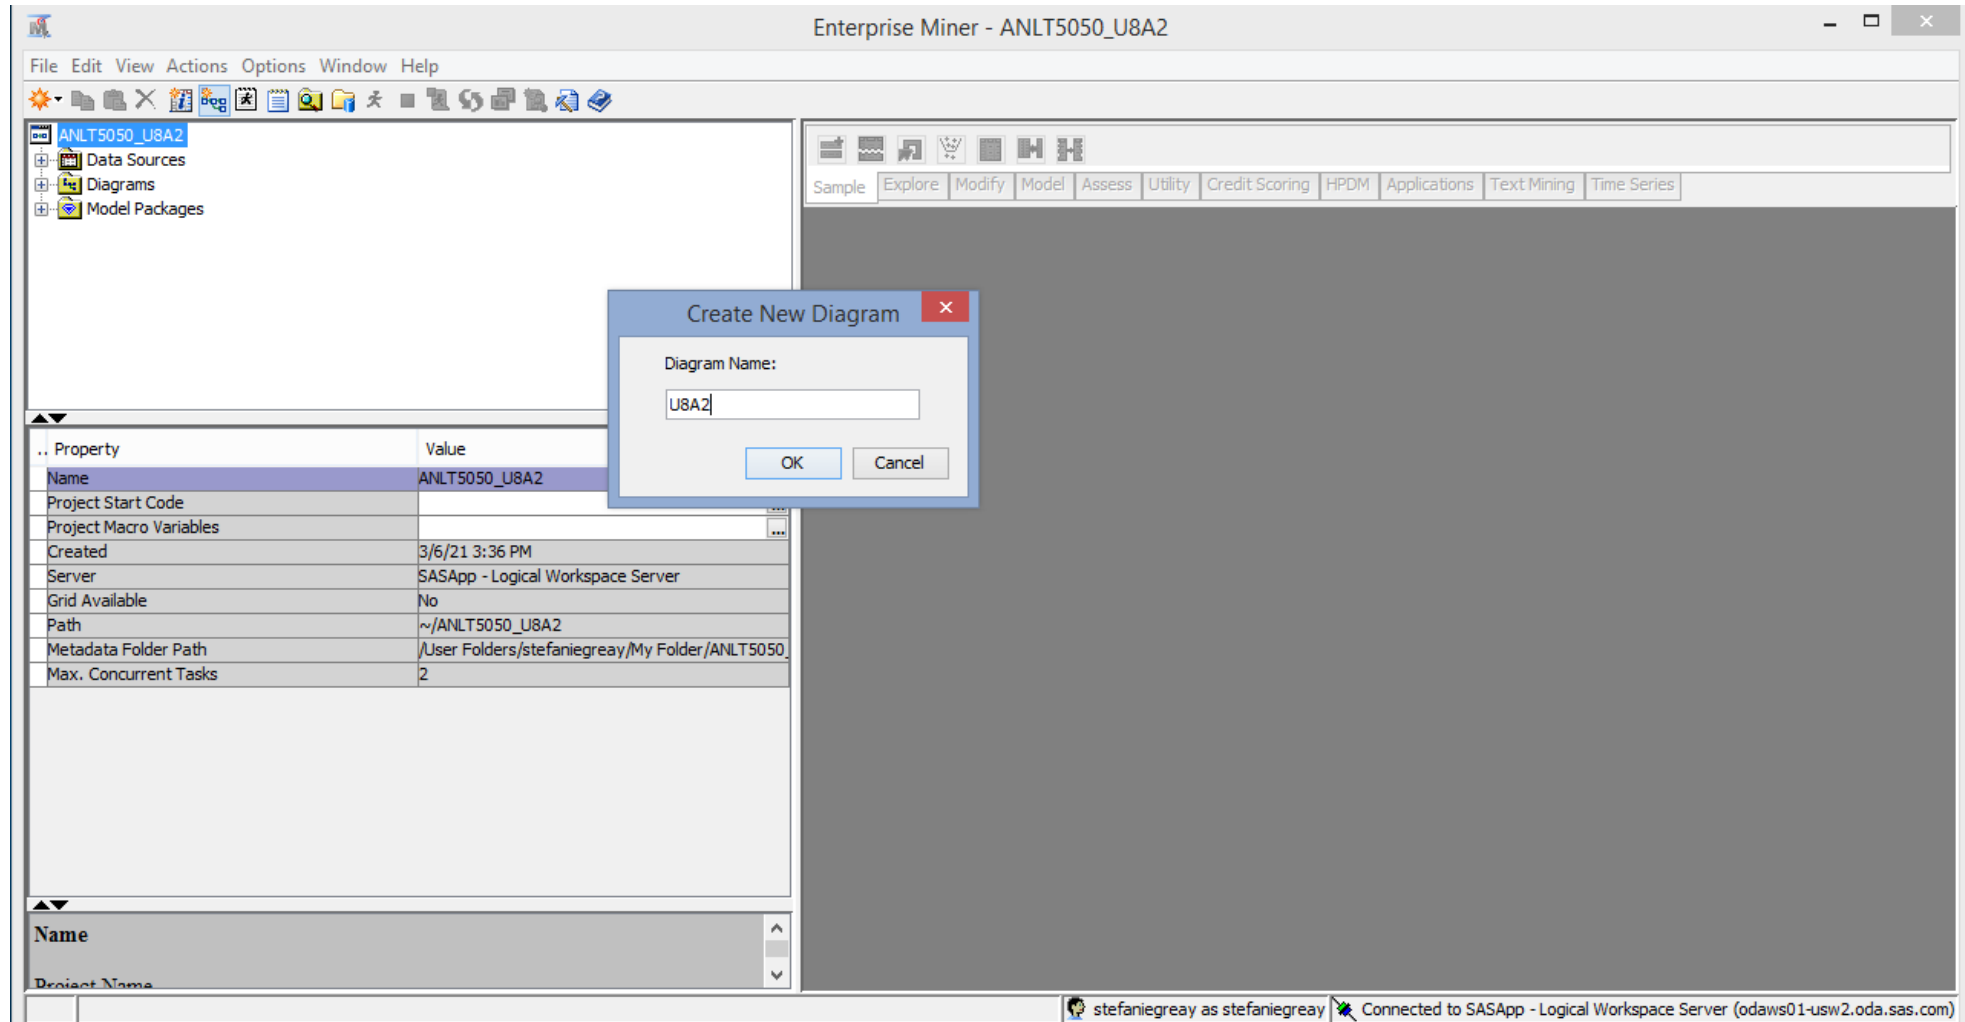 Enterprise Miner - ANLT5050_U8A2
File Edit View Actions Options Window Help
ANLT5050_U8A2
Data Sources
Diagrams
Model Packages
Sample Explore Modify Model Assess Utility Credit Scoring HPDM Applications Text Mining Time Series
Create New Diagram
Diagram Name:
U8A2
OK Cancel
.. Property Value
Name ANLT5050_U8A2
Project Start Code ...
Project Macro Variables ...
Created 3/6/21 3:36 PM
Server SASApp - Logical Workspace Server
Grid Available No
Path ~/ANLT5050_U8A2
Metadata Folder Path /User Folders/stefaniegreay/My Folder/ANLT5050_
Max. Concurrent Tasks 2
Name
Project Name
stefaniegreay as stefaniegreay Connected to SASApp - Logical Workspace Server (odaws01-usw2.oda.sas.com)